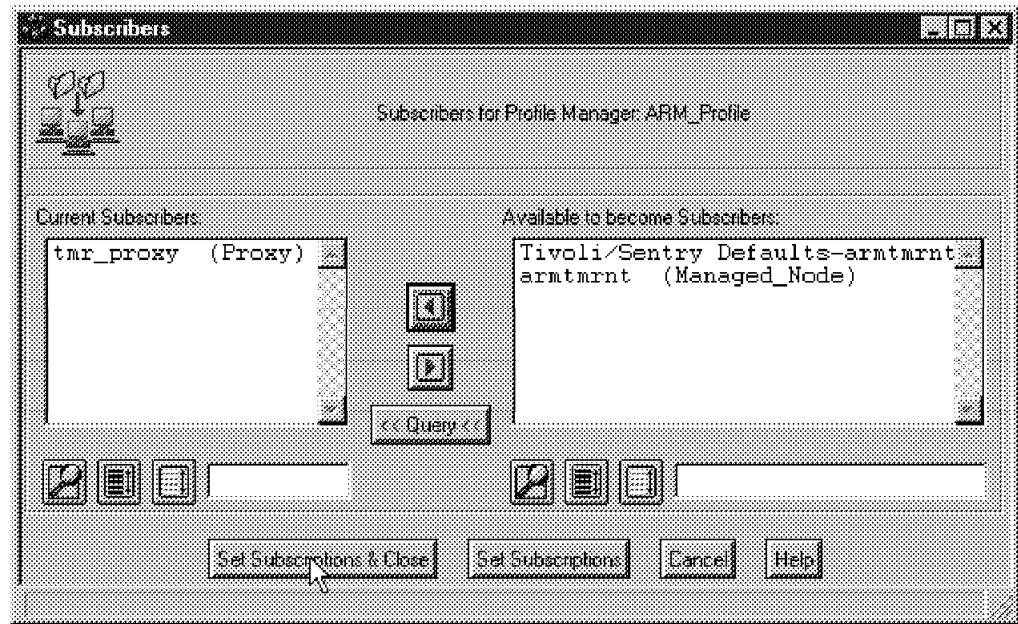 Subscribers
Subscribers for Profile Manager: ARM_Profile
Current Subscribers:
Available to become Subscribers:
tmr_proxy (Proxy)
Tivoli/Sentry Defaults-armtmrnt
armtmrnt (Managed_Node)
<< Query <<
Set Subscriptions & Close
Set Subscriptions
Cancel
Help